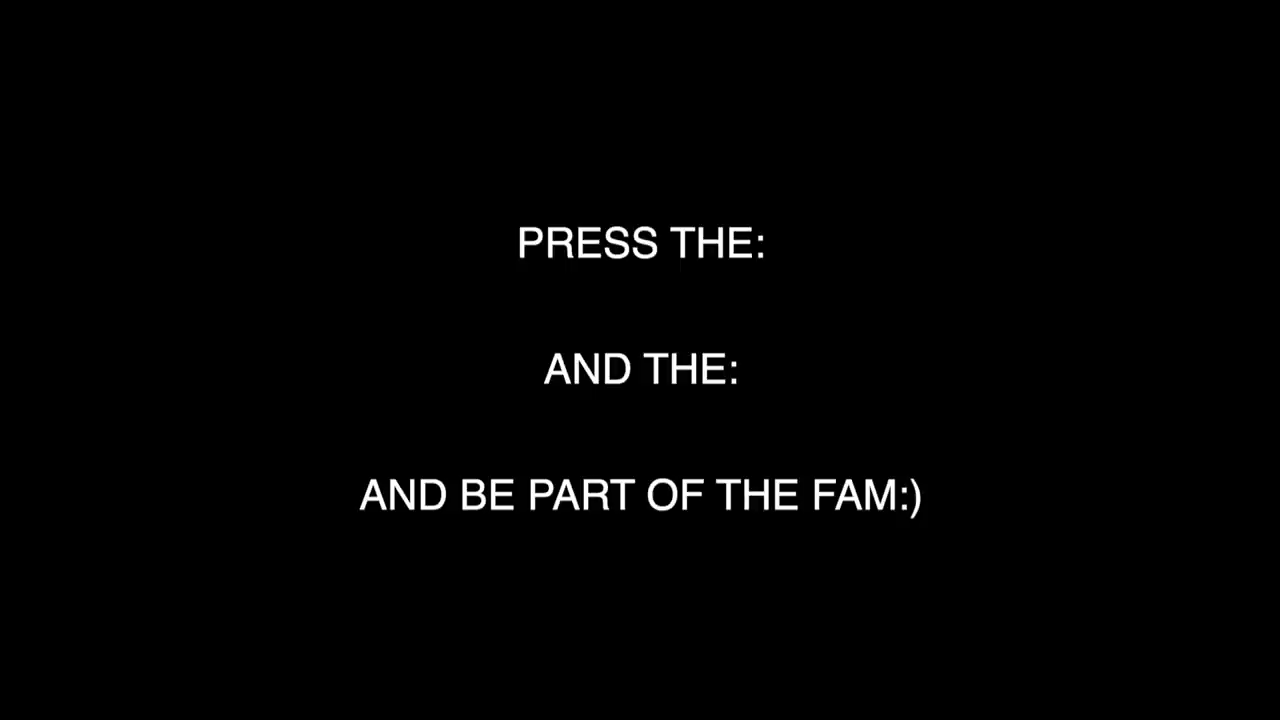 PRESS THE:
AND THE:
AND BE PART OF THE FAM:)